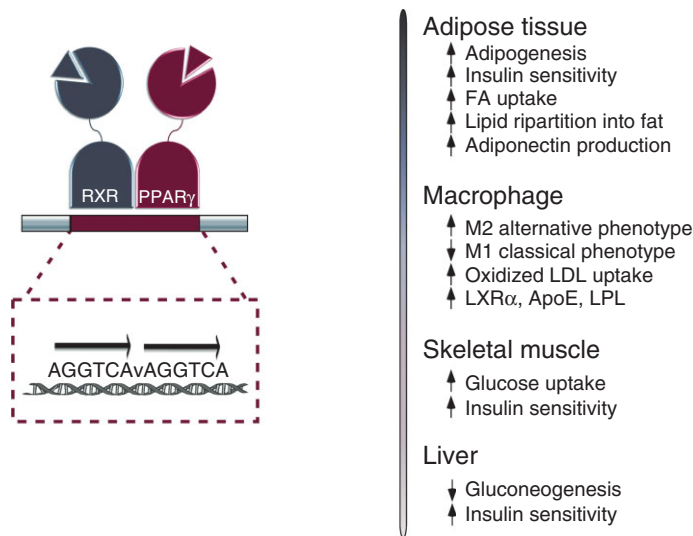 RXR PPARγ
AGGTCAvAGGTCA
Adipose tissue
Adipogenesis
Insulin sensitivity
FA uptake
Lipid ripartition into fat
Adiponectin production
Macrophage
M2 alternative phenotype
M1 classical phenotype
Oxidized LDL uptake
LXRα, ApoE, LPL
Skeletal muscle
Glucose uptake
Insulin sensitivity
Liver
Gluconeogenesis
Insulin sensitivity